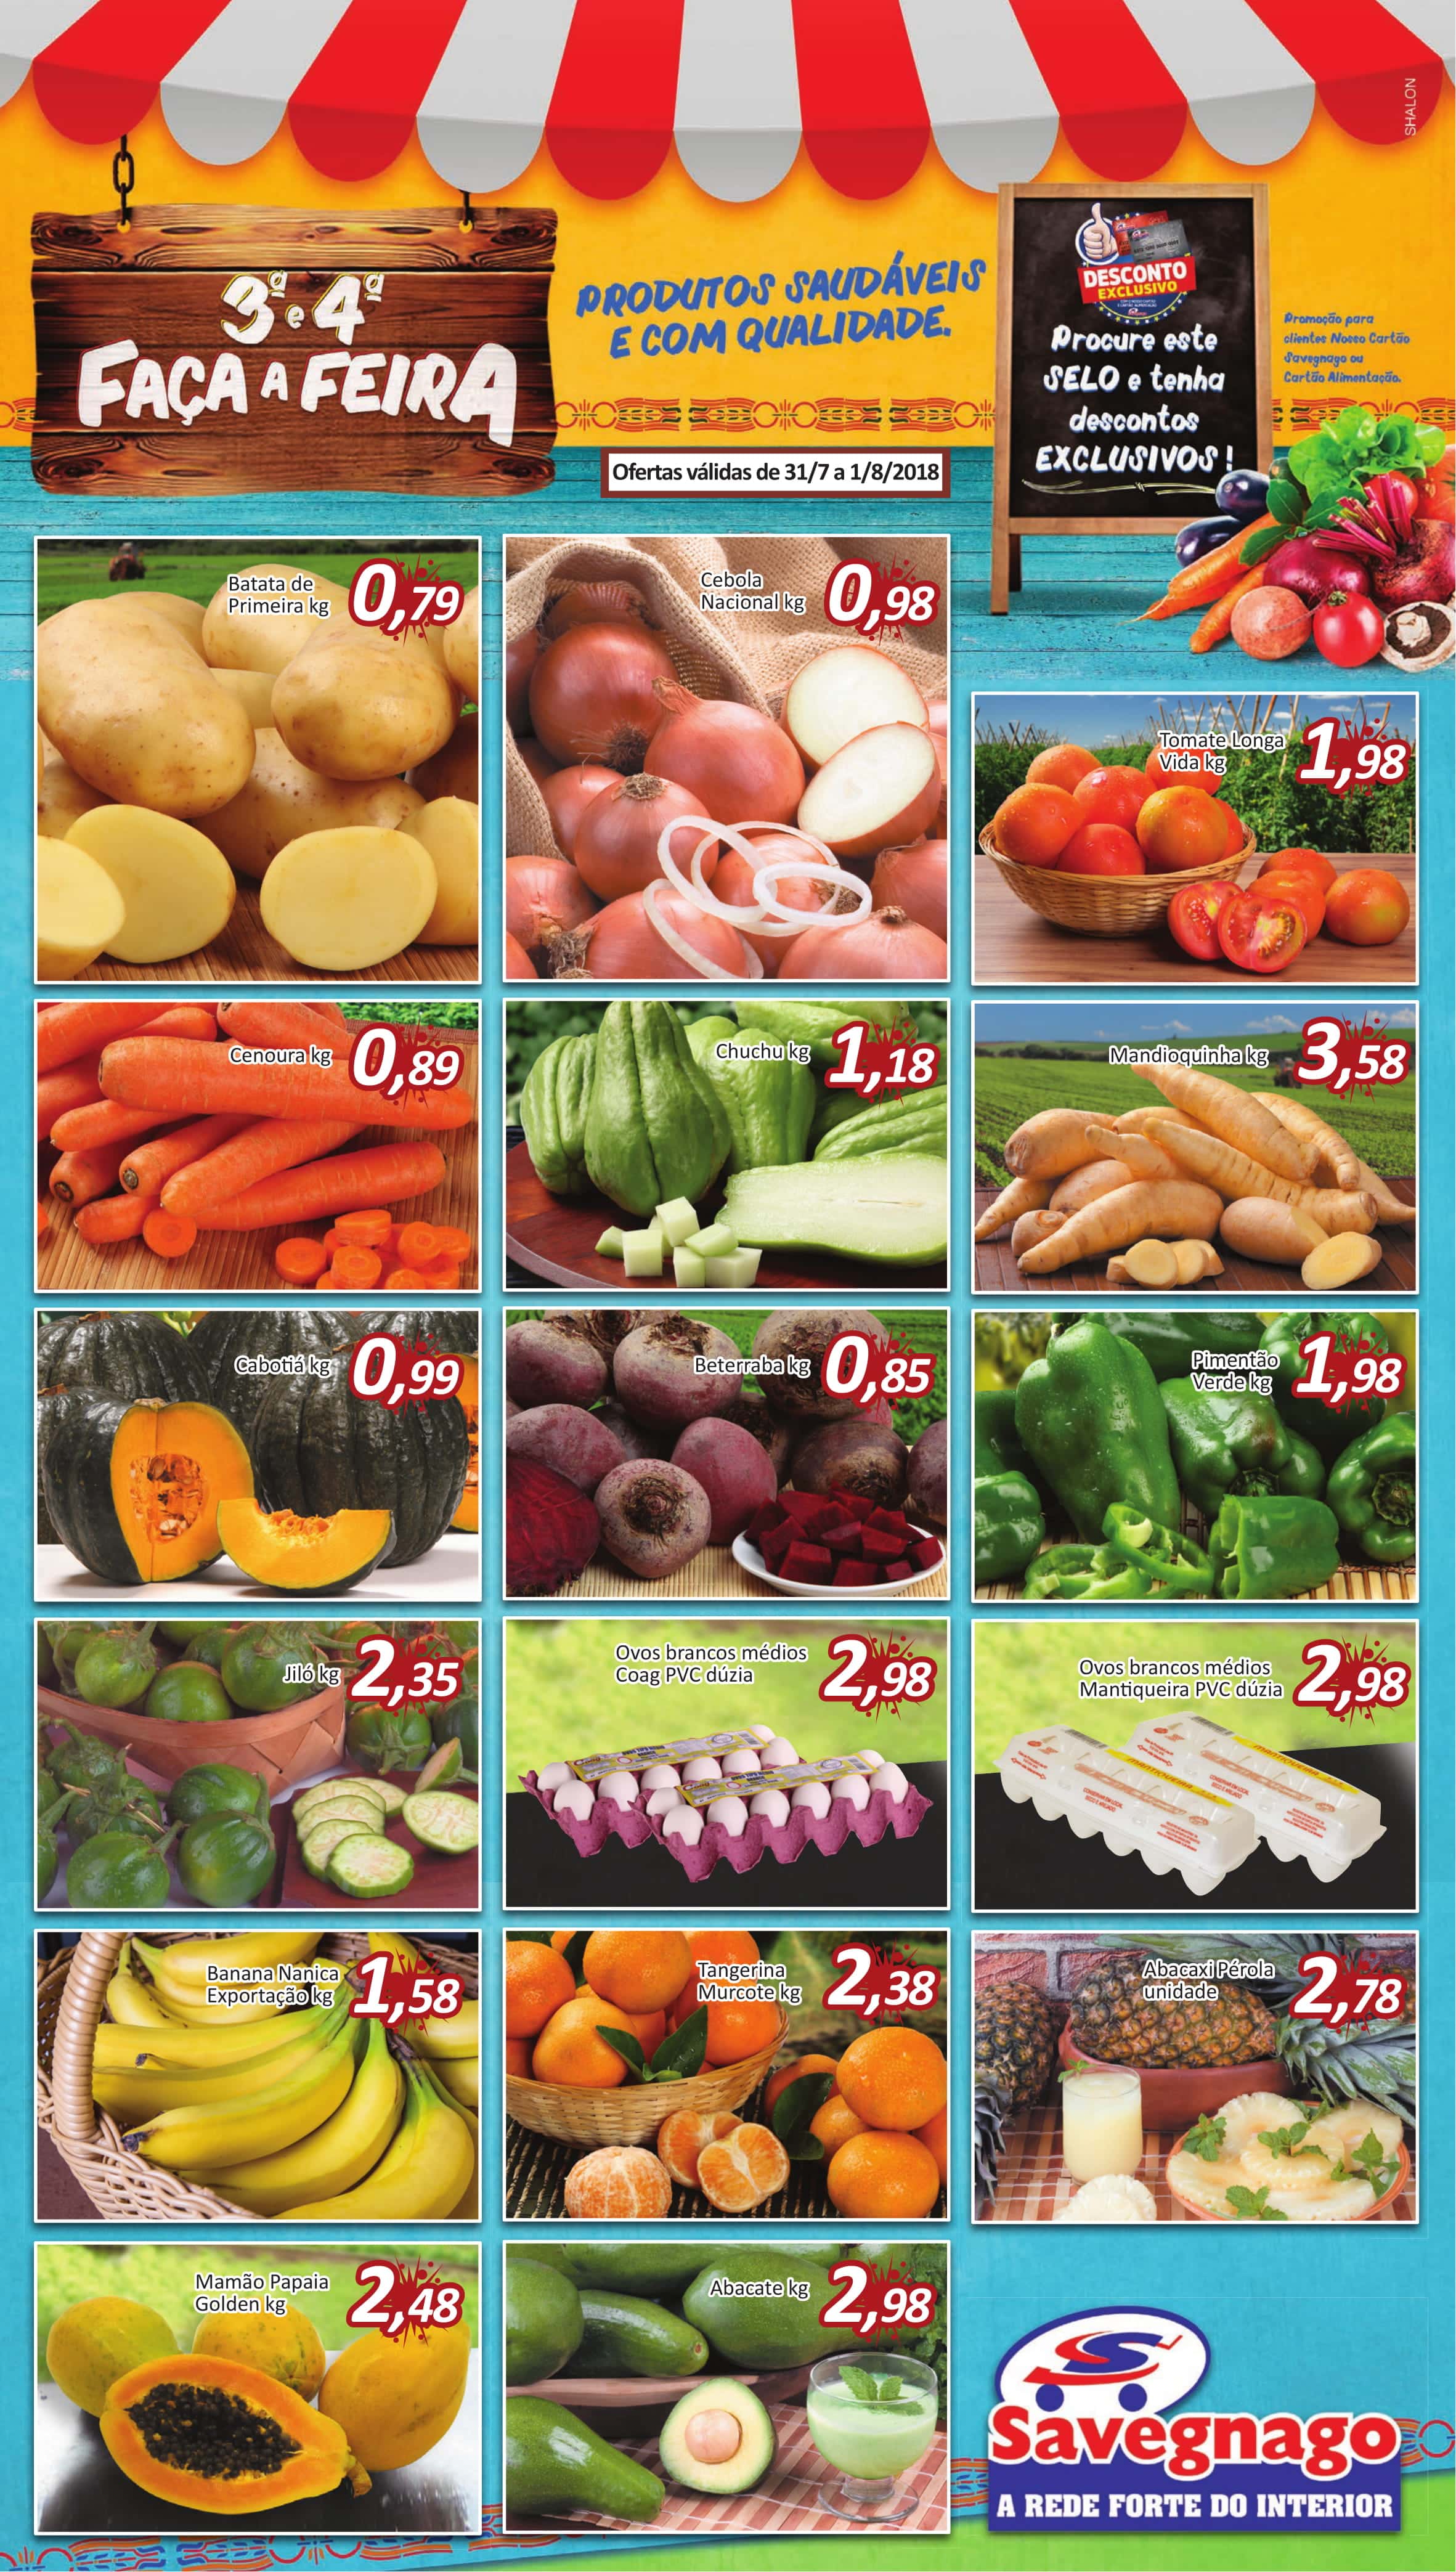 SHALON
3ª e 4ª
FAÇA A FEIRA
PRODUTOS SAUDÁVEIS
E COM QUALIDADE.
DESCONTO
EXCLUSIVO
Procure este
SELO e tenha
descontos
EXCLUSIVOS!
Promoção para
clientes Nosso Cartão
Savegnago ou
Cartão Alimentação.
Ofertas válidas de 31/7 a 1/8/2018
Batata de
Primeira kg
0,79
Cebola
Nacional kg
0,98
Tomate Longa
Vida kg
1,98
Cenoura kg
0,89
Chuchu kg
1,18
Mandioquinha kg
3,58
Cabotiá kg
0,99
Beterraba kg
0,85
Pimentão
Verde kg
1,98
Jiló kg
2,35
Ovos brancos médios
Coag PVC dúzia
2,98
Ovos brancos médios
Mantiqueira PVC dúzia
2,98
MANTIQUEIRA
MANTIQUEIRA
Banana Nanica
Exportação kg
1,58
Tangerina
Murcote kg
2,38
Abacaxi Pérola
unidade
2,78
Mamão Papaia
Golden kg
2,48
Abacate kg
2,98
Savegnago
A REDE FORTE DO INTERIOR